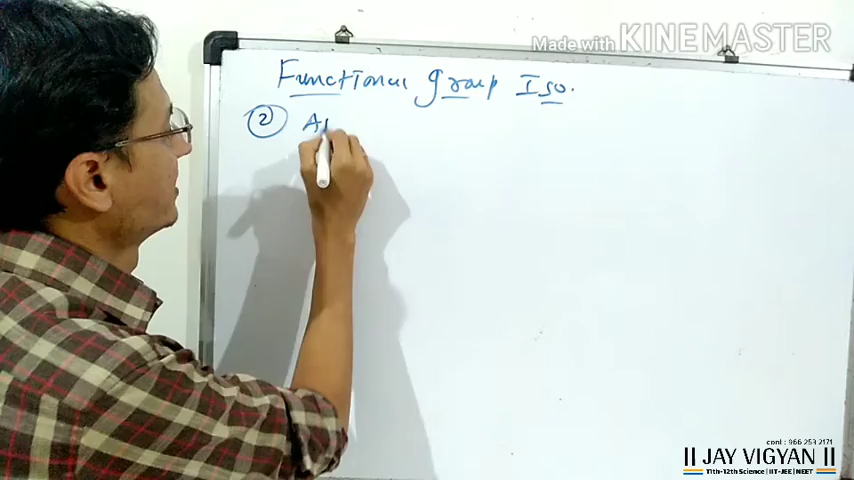 Made with KINEMASTER
Functional Group Iso.
② Al
cont : 966 253 2171
|| JAY VIGYAN ||
11th-12th Science | IIT-JEE | NEET